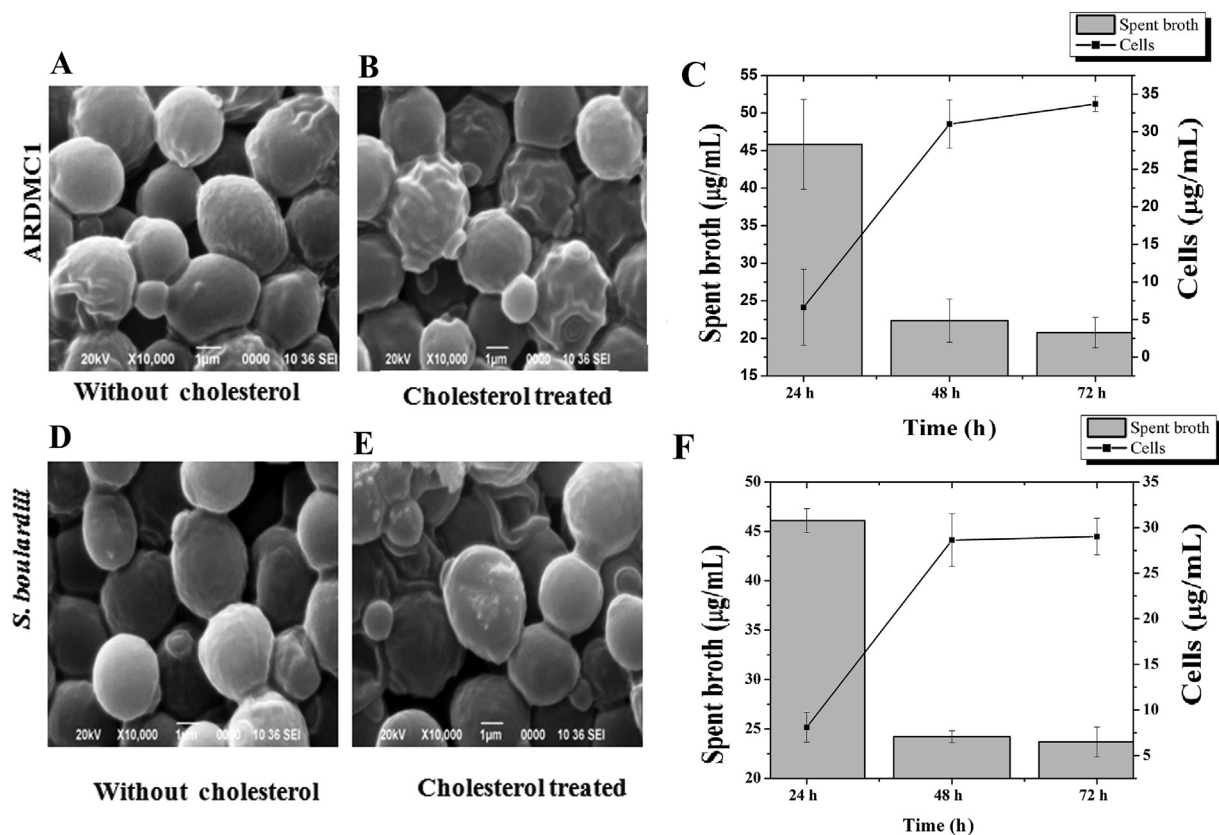 A
B
ARDMC1
20kV X10,000 1µm 0000 10 36 SEI
20kV X10,000 1µm 0000 10 36 SEI
Without cholesterol
Cholesterol treated
Spent broth
Cells
C
Spent broth (µg/mL)
55
50
45
40
35
30
25
20
15
Cells (µg/mL)
35
30
25
20
15
10
5
0
24 h
48 h
72 h
Time (h)
D
E
S. boulardiii
20kV X10,000 1µm 0000 10 36 SEI
20kV X10,000 1µm 0000 10 36 SEI
Without cholesterol
Cholesterol treated
Spent broth
Cells
F
Spent broth (µg/mL)
50
45
40
35
30
25
20
Cells (µg/mL)
35
30
25
20
15
10
5
24 h
48 h
72 h
Time (h)